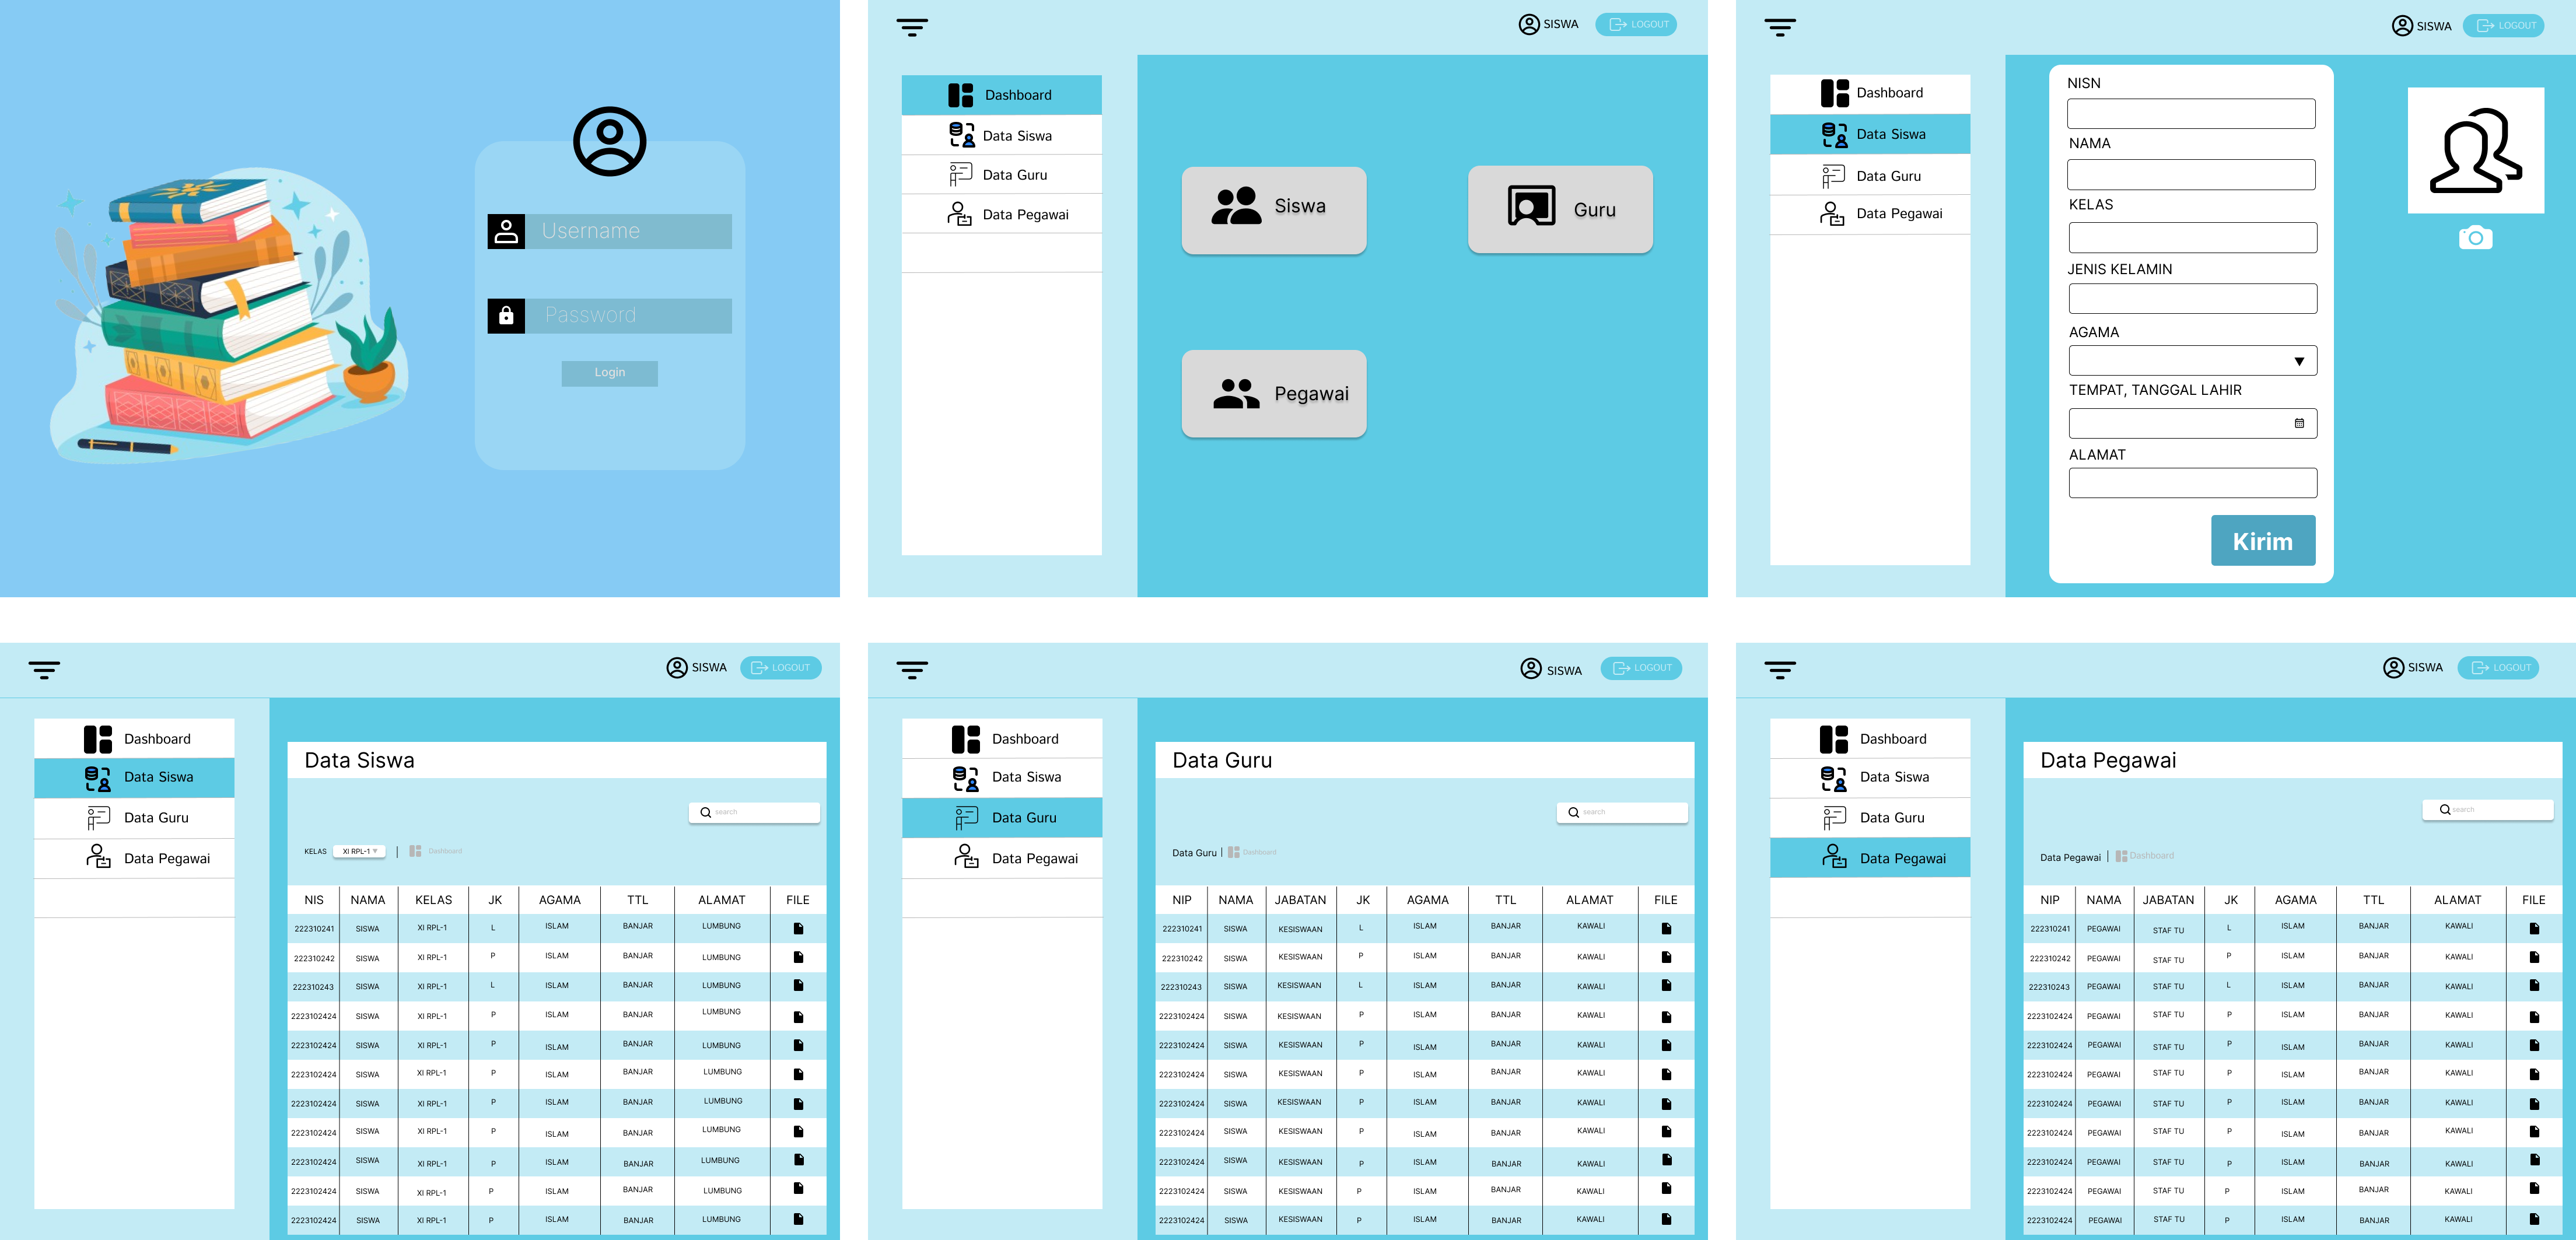 Username
Password
Login
SISWA LOGOUT
Dashboard
Data Siswa
Data Guru
Data Pegawai
Siswa
Guru
Pegawai
SISWA LOGOUT
Dashboard
Data Siswa
Data Guru
Data Pegawai
NISN
NAMA
KELAS
JENIS KELAMIN
AGAMA
TEMPAT, TANGGAL LAHIR
ALAMAT
Kirim
SISWA LOGOUT
Dashboard
Data Siswa
Data Guru
Data Pegawai
Data Siswa
search
KELAS XI RPL-1 | Dashboard
NIS NAMA KELAS JK AGAMA TTL ALAMAT FILE
222310241 SISWA XI RPL-1 L ISLAM BANJAR LUMBUNG
222310242 SISWA XI RPL-1 P ISLAM BANJAR LUMBUNG
222310243 SISWA XI RPL-1 L ISLAM BANJAR LUMBUNG
2223102424 SISWA XI RPL-1 P ISLAM BANJAR LUMBUNG
2223102424 SISWA XI RPL-1 P ISLAM BANJAR LUMBUNG
2223102424 SISWA XI RPL-1 P ISLAM BANJAR LUMBUNG
2223102424 SISWA XI RPL-1 P ISLAM BANJAR LUMBUNG
2223102424 SISWA XI RPL-1 P ISLAM BANJAR LUMBUNG
2223102424 SISWA XI RPL-1 P ISLAM BANJAR LUMBUNG
2223102424 SISWA XI RPL-1 P ISLAM BANJAR LUMBUNG
2223102424 SISWA XI RPL-1 P ISLAM BANJAR LUMBUNG
SISWA LOGOUT
Dashboard
Data Siswa
Data Guru
Data Pegawai
Data Guru
search
Data Guru | Dashboard
NIP NAMA JABATAN JK AGAMA TTL ALAMAT FILE
222310241 SISWA KESISWAAN L ISLAM BANJAR KAWALI
222310242 SISWA KESISWAAN P ISLAM BANJAR KAWALI
222310243 SISWA KESISWAAN L ISLAM BANJAR KAWALI
2223102424 SISWA KESISWAAN P ISLAM BANJAR KAWALI
2223102424 SISWA KESISWAAN P ISLAM BANJAR KAWALI
2223102424 SISWA KESISWAAN P ISLAM BANJAR KAWALI
2223102424 SISWA KESISWAAN P ISLAM BANJAR KAWALI
2223102424 SISWA KESISWAAN P ISLAM BANJAR KAWALI
2223102424 SISWA KESISWAAN P ISLAM BANJAR KAWALI
2223102424 SISWA KESISWAAN P ISLAM BANJAR KAWALI
2223102424 SISWA KESISWAAN P ISLAM BANJAR KAWALI
SISWA LOGOUT
Dashboard
Data Siswa
Data Guru
Data Pegawai
Data Pegawai
search
Data Pegawai | Dashboard
NIP NAMA JABATAN JK AGAMA TTL ALAMAT FILE
222310241 PEGAWAI STAF TU L ISLAM BANJAR KAWALI
222310242 PEGAWAI STAF TU P ISLAM BANJAR KAWALI
222310243 PEGAWAI STAF TU L ISLAM BANJAR KAWALI
2223102424 PEGAWAI STAF TU P ISLAM BANJAR KAWALI
2223102424 PEGAWAI STAF TU P ISLAM BANJAR KAWALI
2223102424 PEGAWAI STAF TU P ISLAM BANJAR KAWALI
2223102424 PEGAWAI STAF TU P ISLAM BANJAR KAWALI
2223102424 PEGAWAI STAF TU P ISLAM BANJAR KAWALI
2223102424 PEGAWAI STAF TU P ISLAM BANJAR KAWALI
2223102424 PEGAWAI STAF TU P ISLAM BANJAR KAWALI
2223102424 PEGAWAI STAF TU P ISLAM BANJAR KAWALI